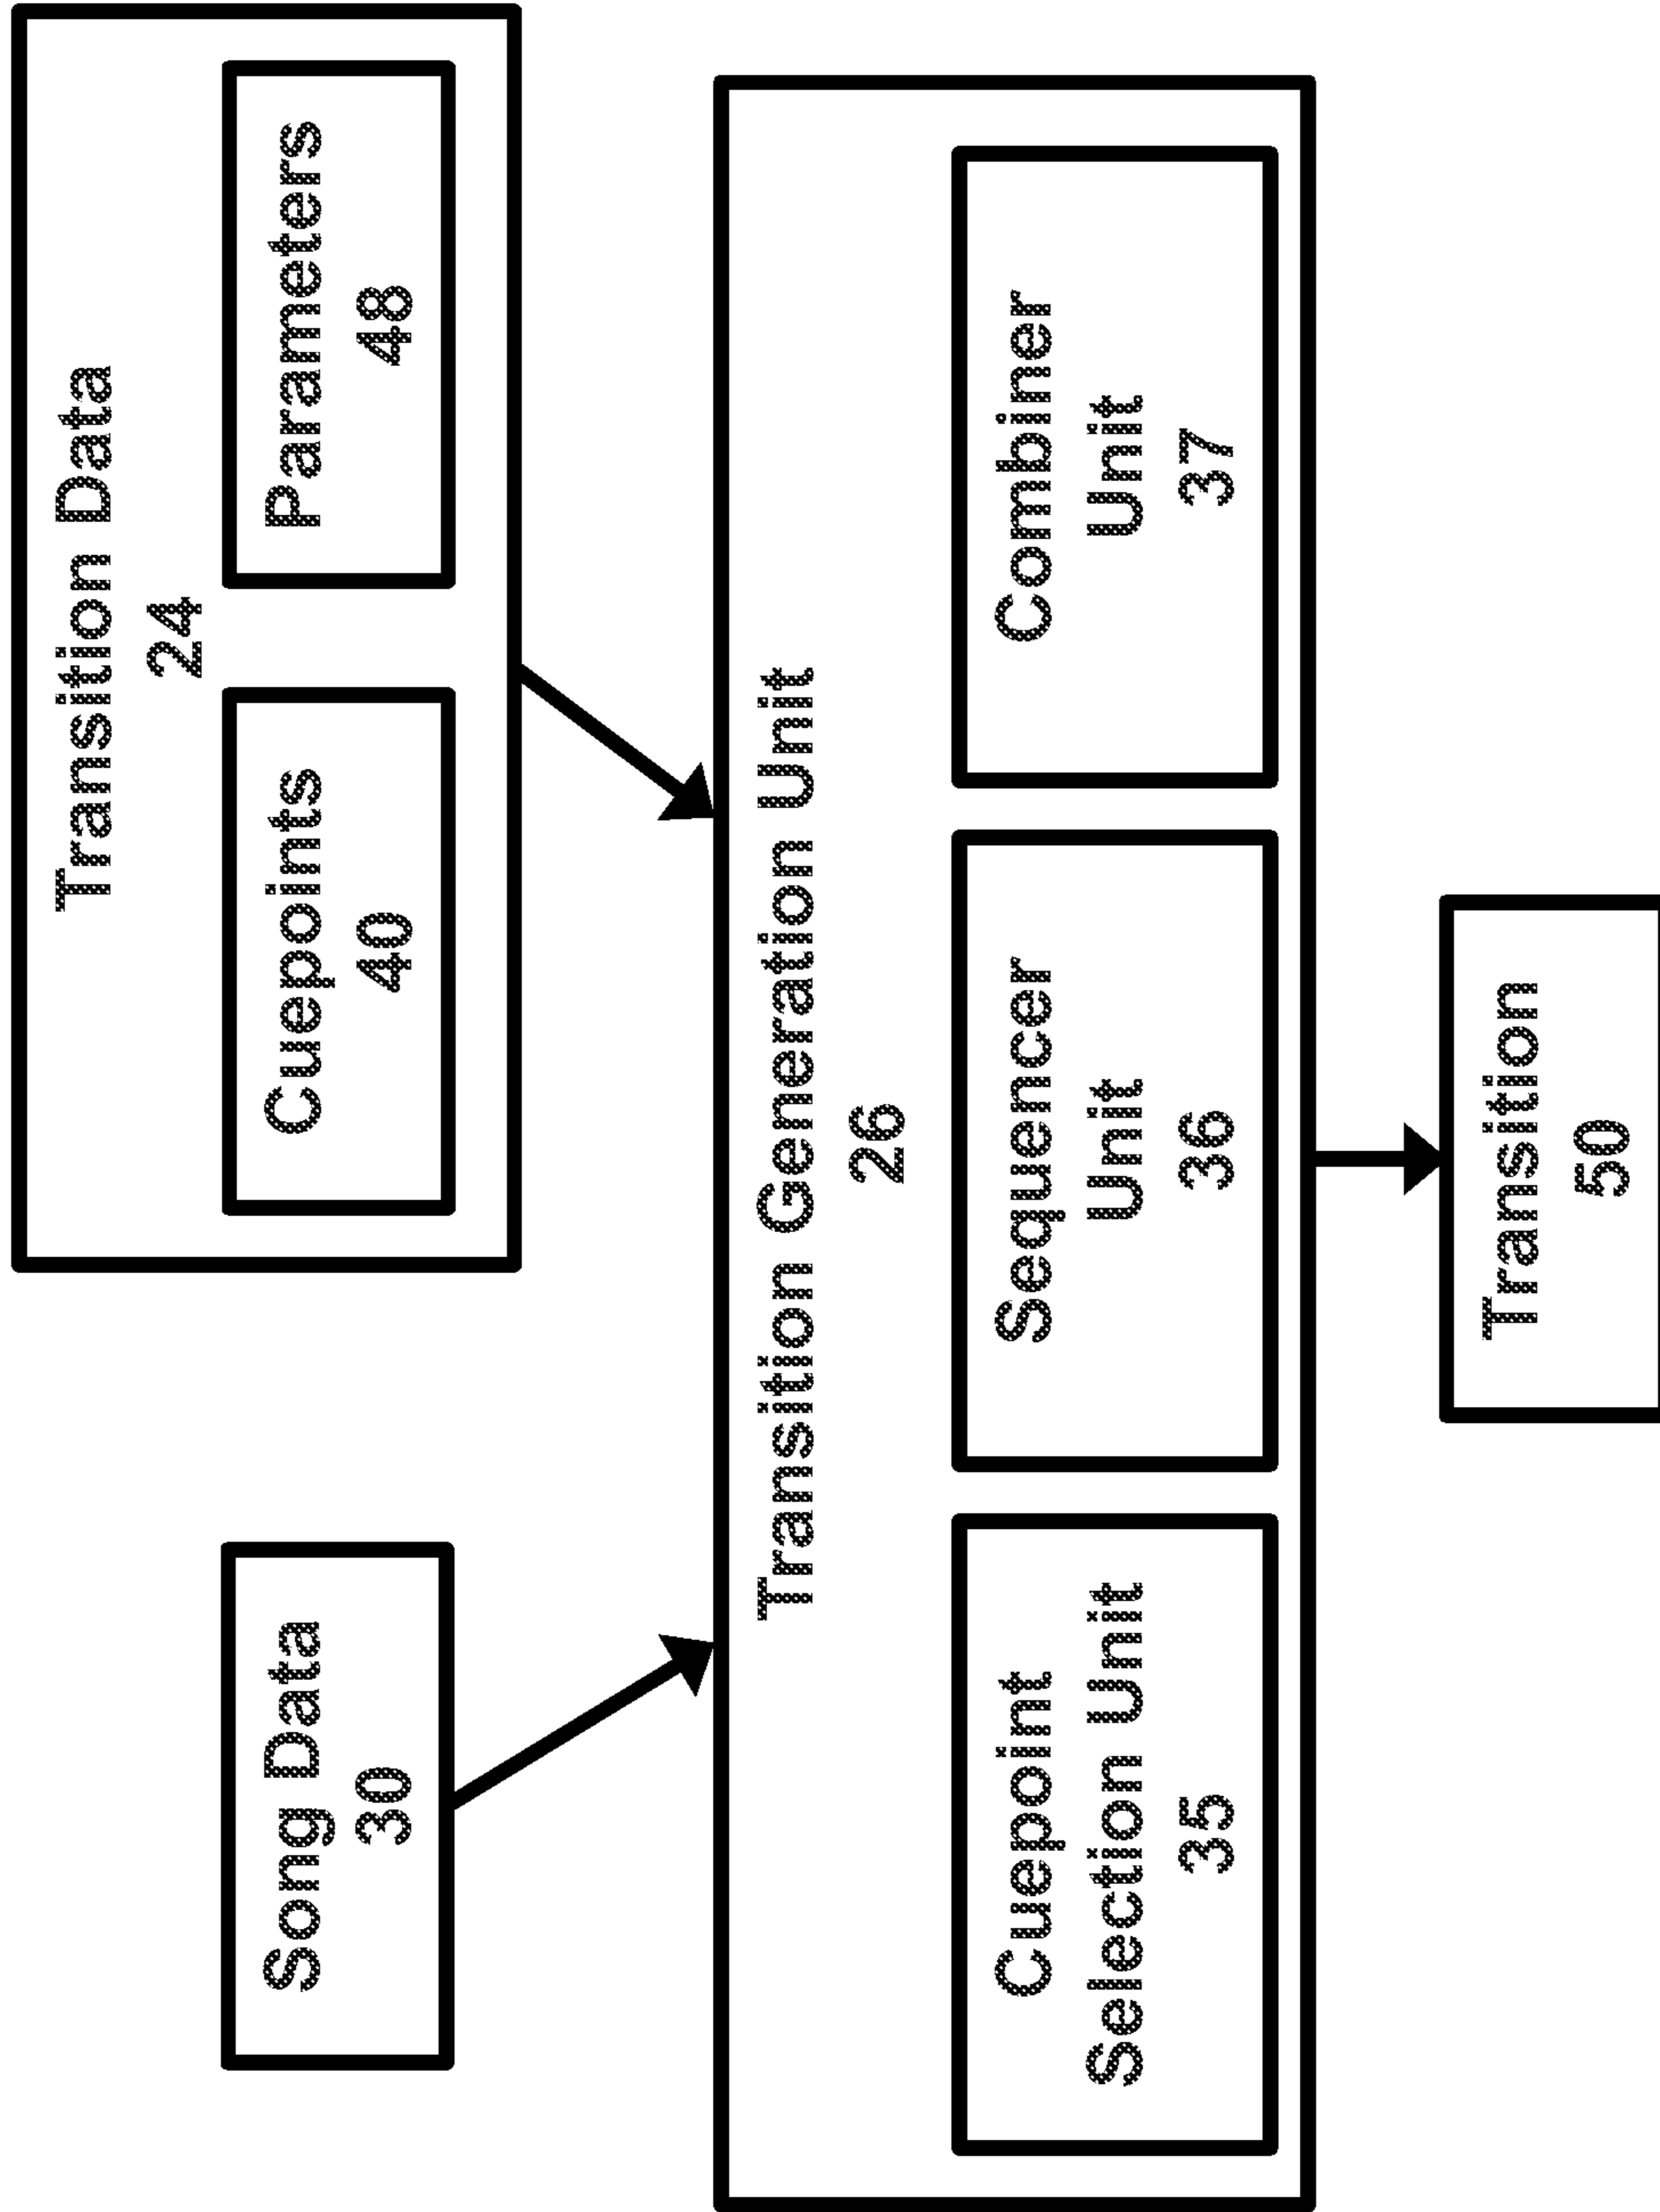 Transition Data
24
Song Data
30
Cuepoints
40
Parameters
48
Transition Generation Unit
26
Cuepoint
Selection Unit
35
Sequencer
Unit
36
Combiner
Unit
37
Transition
50